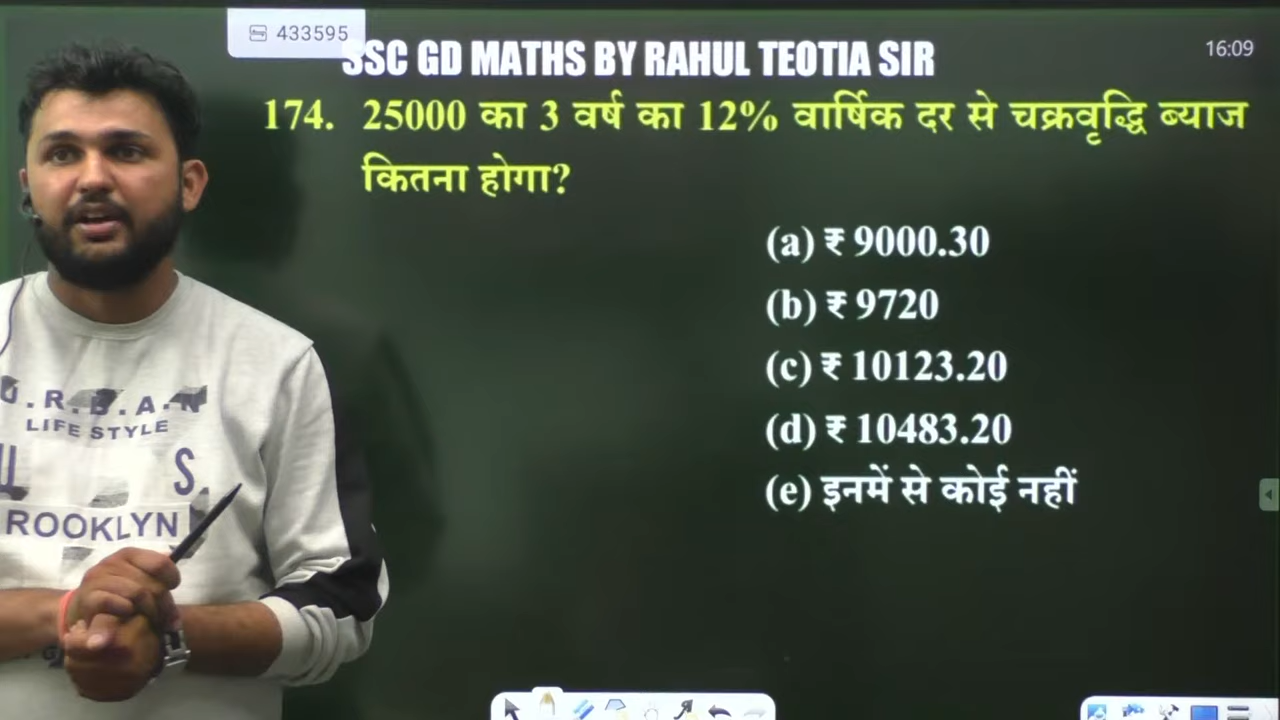 433595
SSC GD MATHS BY RAHUL TEOTIA SIR
16:09
174. 25000 का 3 वर्ष का 12% वार्षिक दर से चक्रवृद्धि ब्याज
कितना होगा?
(a) ₹ 9000.30
(b) ₹ 9720
(c) ₹ 10123.20
(d) ₹ 10483.20
(e) इनमें से कोई नहीं
U.R.B.A.N
LIFE STYLE
S
ROOKLYN